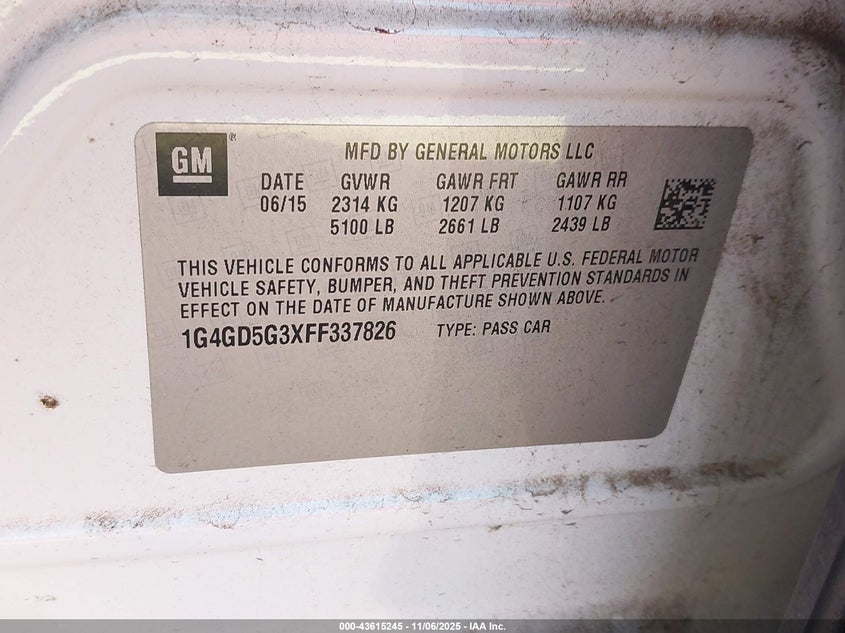 GM ®
MFD BY GENERAL MOTORS LLC
DATE GVWR GAWR FRT GAWR RR
06/15 2314 KG 1207 KG 1107 KG
5100 LB 2661 LB 2439 LB
THIS VEHICLE CONFORMS TO ALL APPLICABLE U.S. FEDERAL MOTOR
VEHICLE SAFETY, BUMPER, AND THEFT PREVENTION STANDARDS IN
EFFECT ON THE DATE OF MANUFACTURE SHOWN ABOVE.
1G4GD5G3XFF337826 TYPE: PASS CAR
000-43615245 - 11/06/2025 - IAA Inc.